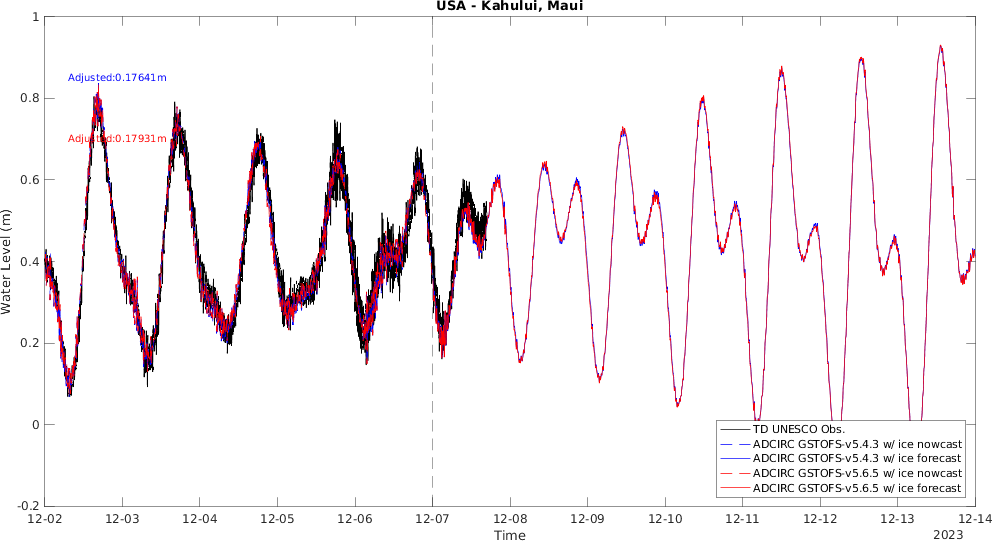 USA - Kahului, Maui
1
0.8
0.6
0.4
0.2
0
-0.2
Water Level (m)
Adjusted:0.17641m
Adjusted:0.17931m
TD UNESCO Obs.
ADCIRC GSTOFS-v5.4.3 w/ ice nowcast
ADCIRC GSTOFS-v5.4.3 w/ ice forecast
ADCIRC GSTOFS-v5.6.5 w/ ice nowcast
ADCIRC GSTOFS-v5.6.5 w/ ice forecast
12-02 12-03 12-04 12-05 12-06 12-07 12-08 12-09 12-10 12-11 12-12 12-13 12-14
Time
2023